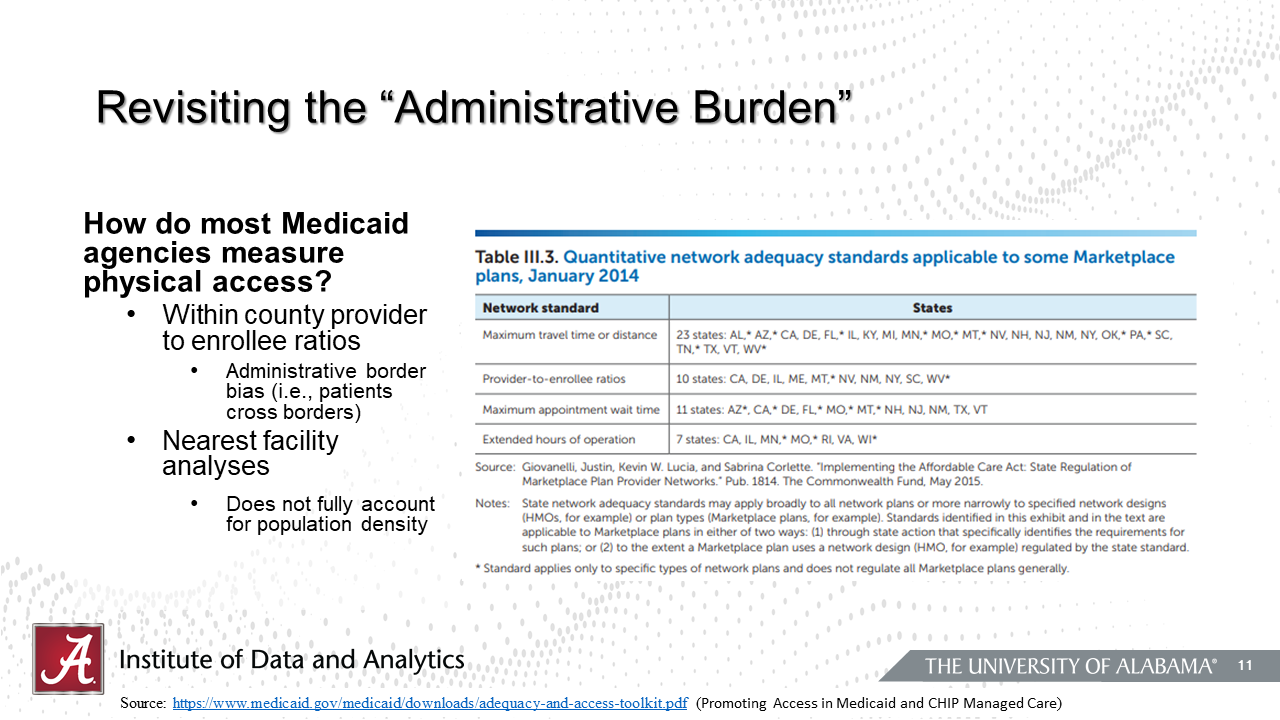 Revisiting the “Administrative Burden”
How do most Medicaid
agencies measure
physical access?
• Within county provider
to enrollee ratios
• Administrative border
bias (i.e., patients
cross borders)
• Nearest facility
analyses
• Does not fully account
for population density
Table III.3. Quantitative network adequacy standards applicable to some Marketplace
plans, January 2014
Network standard States
Maximum travel time or distance 23 states: AL,* AZ,* CA, DE, FL,* IL, KY, MI, MN,* MO,* MT,* NV, NH, NJ, NM, NY, OK,* PA,* SC,
TN,* TX, VT, WV*
Provider-to-enrollee ratios 10 states: CA, DE, IL, ME, MT,* NV, NM, NY, SC, WV*
Maximum appointment wait time 11 states: AZ*, CA,* DE, FL,* MO,* MT,* NH, NJ, NM, TX, VT
Extended hours of operation 7 states: CA, IL, MN,* MO,* RI, VA, WI*
Source: Giovanelli, Justin, Kevin W. Lucia, and Sabrina Corlette. “Implementing the Affordable Care Act: State Regulation of
Marketplace Plan Provider Networks.” Pub. 1814. The Commonwealth Fund, May 2015.
Notes: State network adequacy standards may apply broadly to all network plans or more narrowly to specified network designs
(HMOs, for example) or plan types (Marketplace plans, for example). Standards identified in this exhibit and in the text are
applicable to Marketplace plans in either of two ways: (1) through state action that specifically identifies the requirements for
such plans; or (2) to the extent a Marketplace plan uses a network design (HMO, for example) regulated by the state standard.
* Standard applies only to specific types of network plans and does not regulate all Marketplace plans generally.
A
Institute of Data and Analytics
THE UNIVERSITY OF ALABAMA® 11
Source: https://www.medicaid.gov/medicaid/downloads/adequacy-and-access-toolkit.pdf (Promoting Access in Medicaid and CHIP Managed Care)